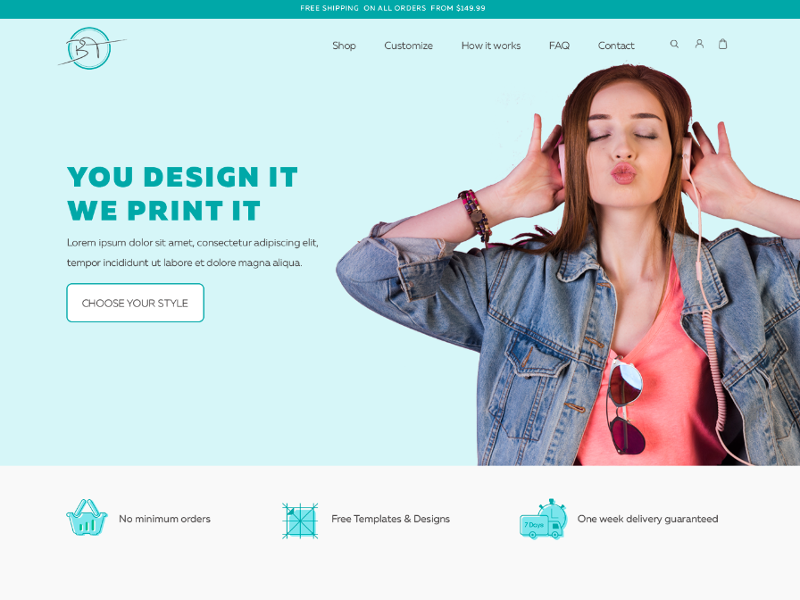 FREE SHIPPING ON ALL ORDERS FROM $149.99
BT
Shop Customize How it works FAQ Contact
YOU DESIGN IT
WE PRINT IT
Lorem ipsum dolor sit amet, consectetur adipiscing elit,
tempor incididunt ut labore et dolore magna aliqua.
CHOOSE YOUR STYLE
No minimum orders
Free Templates & Designs
7 Days
One week delivery guaranteed